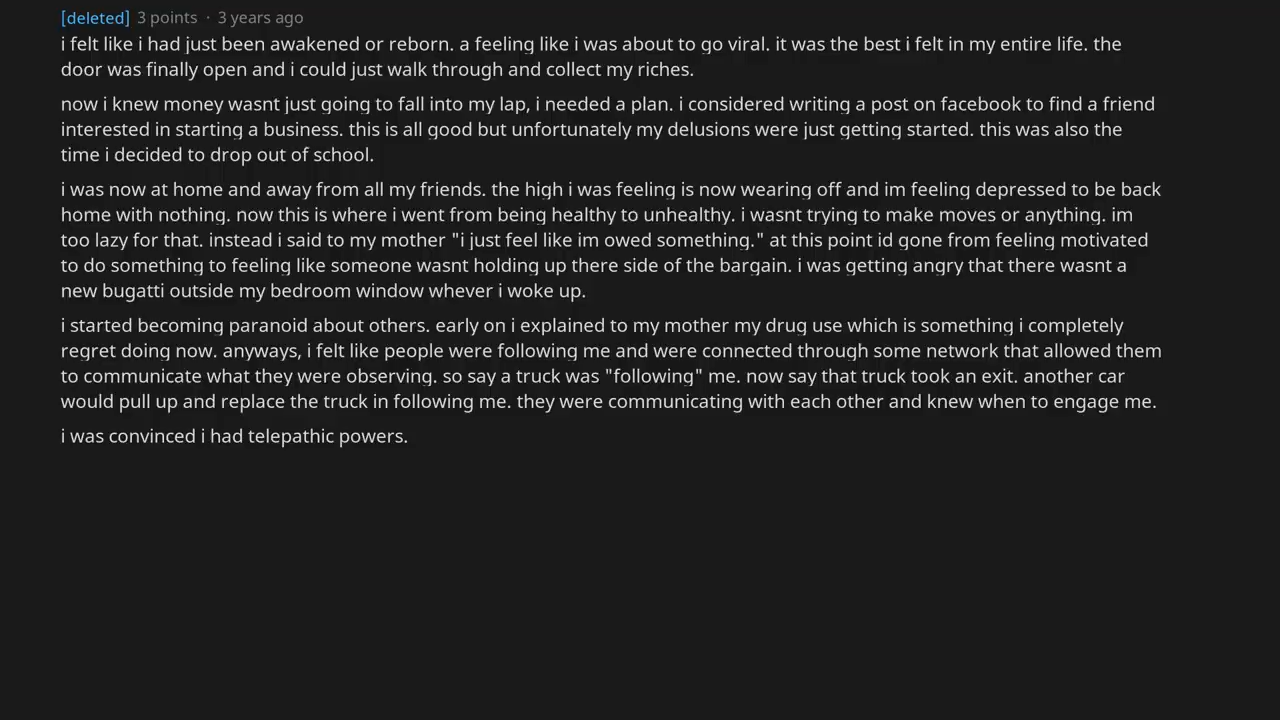 [deleted] 3 points · 3 years ago
i felt like i had just been awakened or reborn. a feeling like i was about to go viral. it was the best i felt in my entire life. the
door was finally open and i could just walk through and collect my riches.
now i knew money wasnt just going to fall into my lap, i needed a plan. i considered writing a post on facebook to find a friend
interested in starting a business. this is all good but unfortunately my delusions were just getting started. this was also the
time i decided to drop out of school.
i was now at home and away from all my friends. the high i was feeling is now wearing off and im feeling depressed to be back
home with nothing. now this is where i went from being healthy to unhealthy. i wasnt trying to make moves or anything. im
too lazy for that. instead i said to my mother "i just feel like im owed something." at this point id gone from feeling motivated
to do something to feeling like someone wasnt holding up there side of the bargain. i was getting angry that there wasnt a
new bugatti outside my bedroom window whever i woke up.
i started becoming paranoid about others. early on i explained to my mother my drug use which is something i completely
regret doing now. anyways, i felt like people were following me and were connected through some network that allowed them
to communicate what they were observing. so say a truck was "following" me. now say that truck took an exit. another car
would pull up and replace the truck in following me. they were communicating with each other and knew when to engage me.
i was convinced i had telepathic powers.